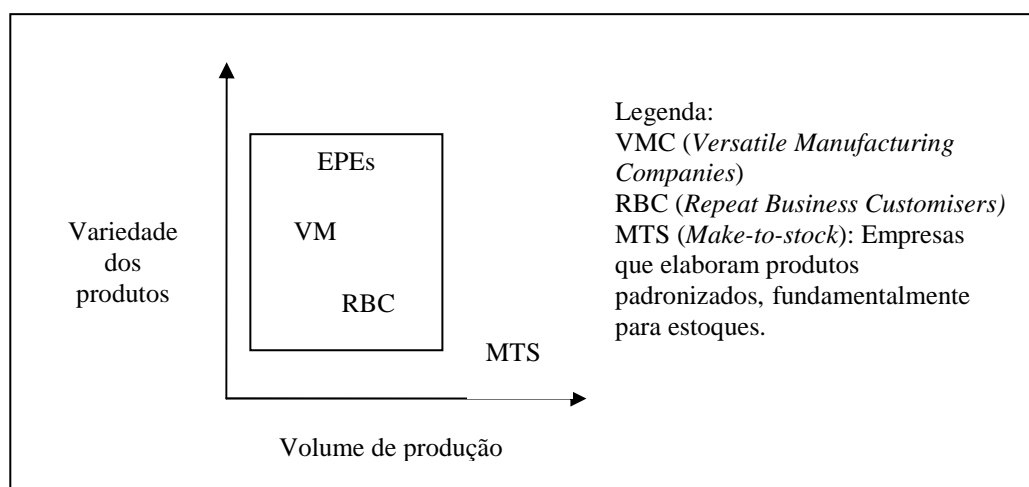 EPEs
VM
RBC
MTS
Variedade
dos
produtos
Volume de produção
Legenda:
VMC (Versatile Manufacturing
Companies)
RBC (Repeat Business Customisers)
MTS (Make-to-stock): Empresas
que elaboram produtos
padronizados, fundamentalmente
para estoques.